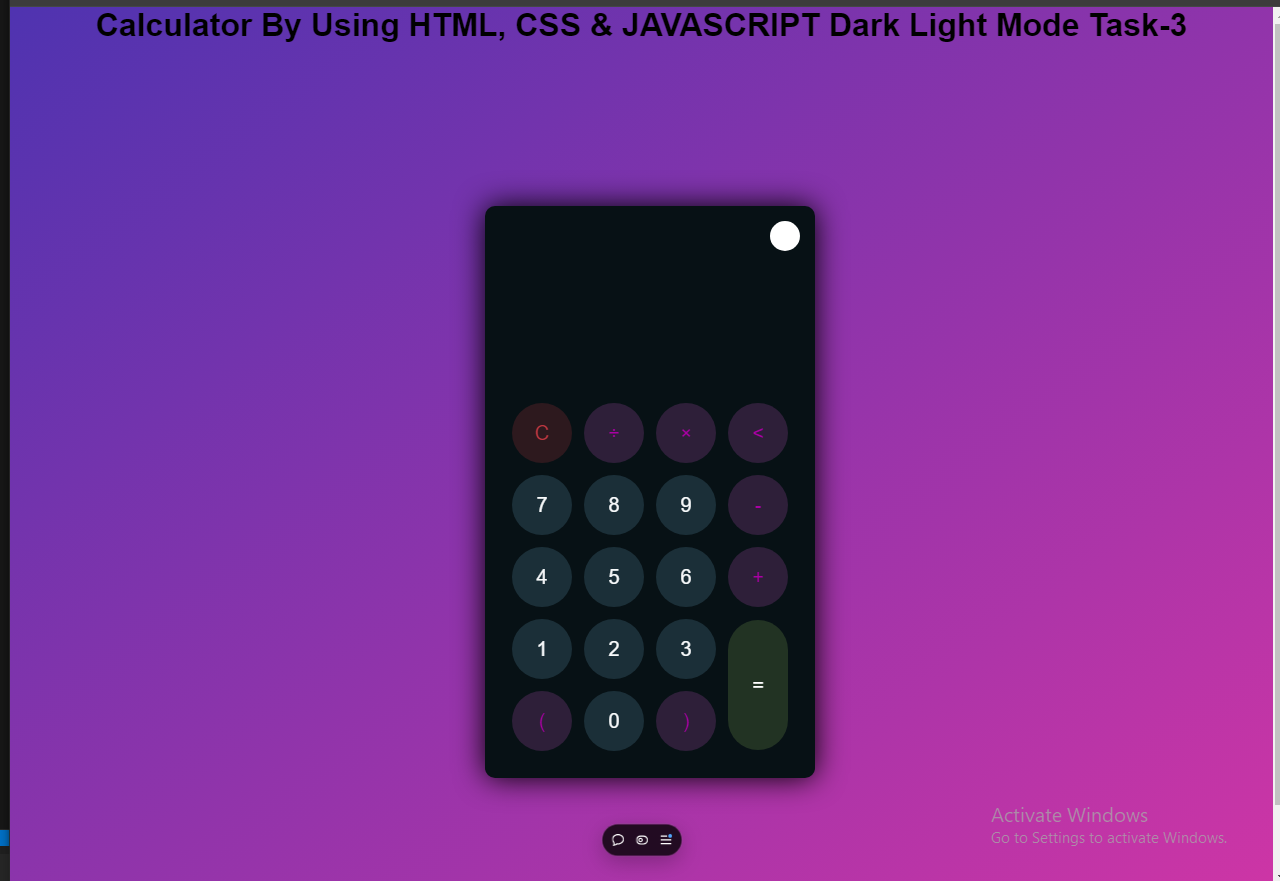 Calculator By Using HTML, CSS & JAVASCRIPT Dark Light Mode Task-3
C ÷ × <
7 8 9 -
4 5 6 +
1 2 3
=
( 0 )
Activate Windows
Go to Settings to activate Windows.